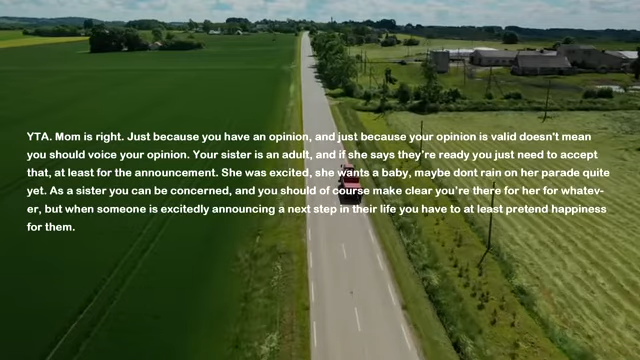 YTA. Mom is right. Just because you have an opinion, and just because your opinion is valid doesn't mean
you should voice your opinion. Your sister is an adult, and if she says they're ready you just need to accept
that, at least for the announcement. She was excited, she wants a baby, maybe dont rain on her parade quite
yet. As a sister you can be concerned, and you should of course make clear you're there for her for whatev-
er, but when someone is excitedly announcing a next step in their life you have to at least pretend happiness
for them.